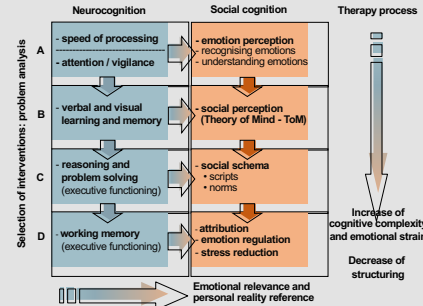 Neurocognition
Social cognition
Therapy process
Selection of interventions: problem analysis
A
- speed of processing
- attention / vigilance
- emotion perception
- recognising emotions
- understanding emotions
B
- verbal and visual
learning and memory
- social perception
(Theory of Mind - ToM)
C
- reasoning and
problem solving
(executive functioning)
- social schema
• scripts
• norms
D
- working memory
(executive functioning)
- attribution
- emotion regulation
- stress reduction
Increase of
cognitive complexity
and emotional strain
Decrease of
structuring
Emotional relevance and
personal reality reference